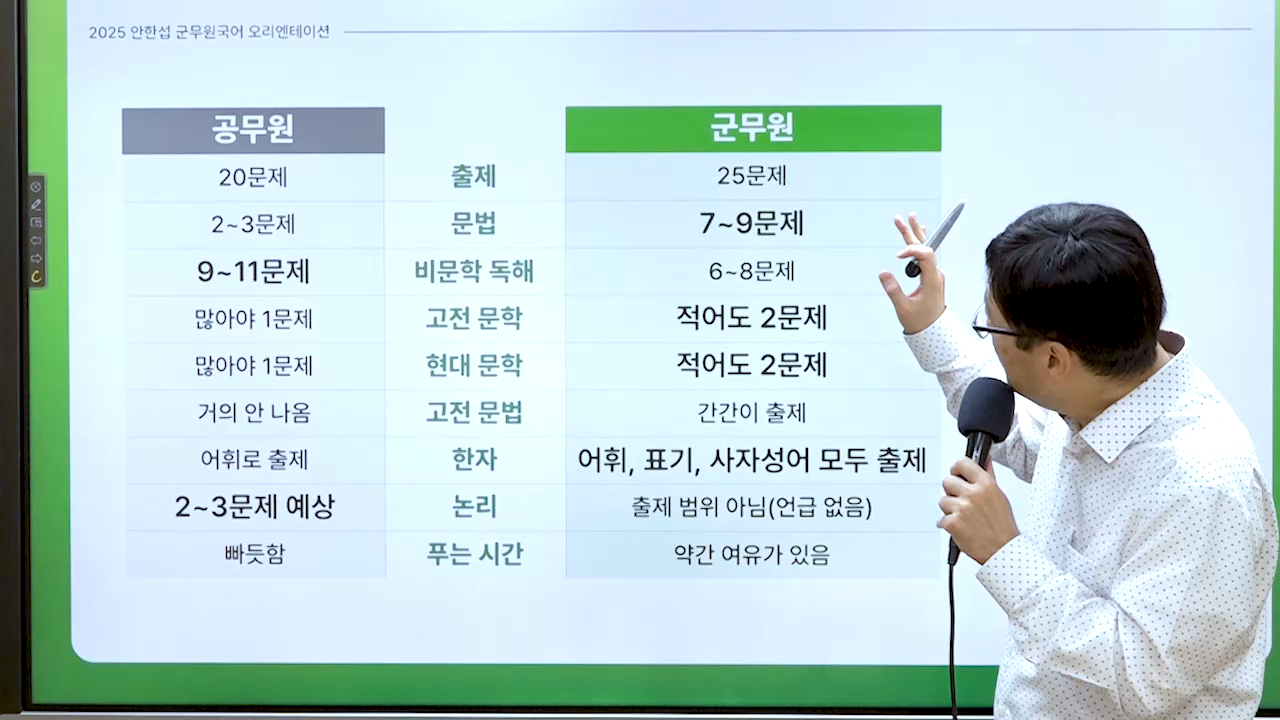 2025 안한섭 군무원국어 오리엔테이션
공무원 군무원
20문제 출제 25문제
2~3문제 문법 7~9문제
9~11문제 비문학 독해 6~8문제
많아야 1문제 고전 문학 적어도 2문제
많아야 1문제 현대 문학 적어도 2문제
거의 안 나옴 고전 문법 간간이 출제
어휘로 출제 한자 어휘, 표기, 사자성어 모두 출제
2~3문제 예상 논리 출제 범위 아님(언급 없음)
빠듯함 푸는 시간 약간 여유가 있음